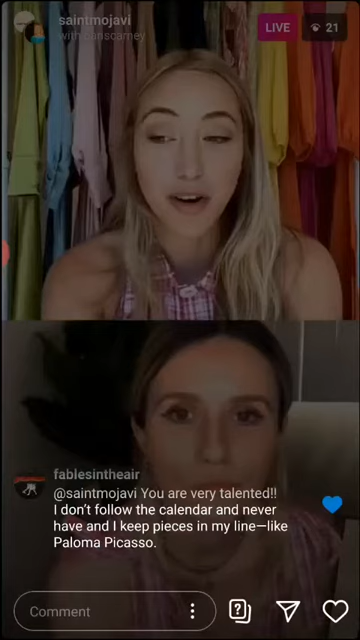 saintmojavi
LIVE
21
fablesintheair
@saintmojavi You are very talented!!
I don’t follow the calendar and never
have and I keep pieces in my line—like
Paloma Picasso.
Comment